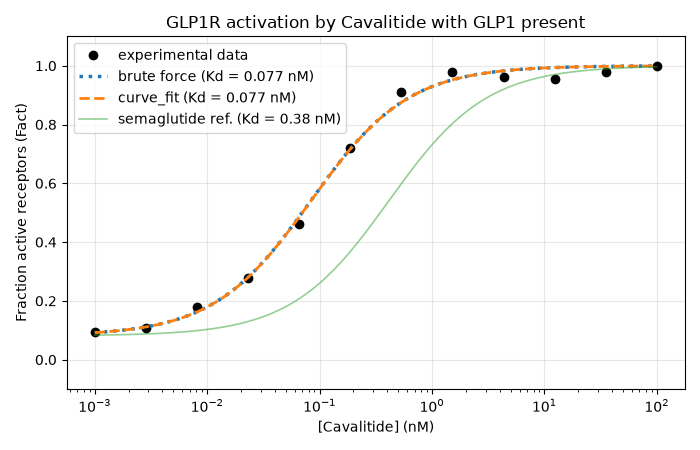 GLP1R activation by Cavalitide with GLP1 present
experimental data
brute force (Kd = 0.077 nM)
curve_fit (Kd = 0.077 nM)
semaglutide ref. (Kd = 0.38 nM)
Fraction active receptors (Fact)
1.0
0.8
0.6
0.4
0.2
0.0
10⁻³ 10⁻² 10⁻¹ 10⁰ 10¹ 10²
[Cavalitide] (nM)